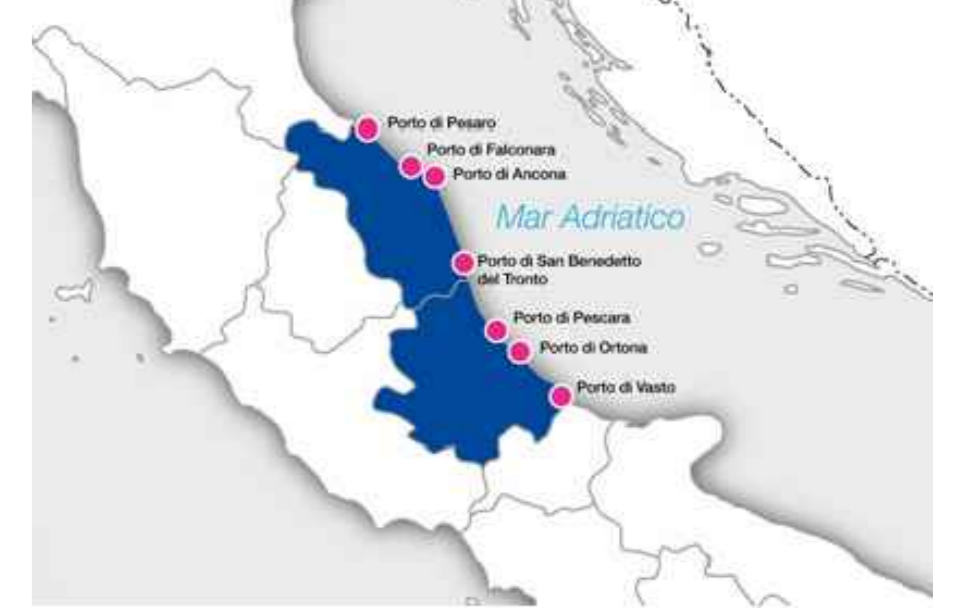 Porto di Pesaro
Porto di Falconara
Porto di Ancona
Mar Adriatico
Porto di San Benedetto
del Tronto
Porto di Pescara
Porto di Ortona
Porto di Vasto